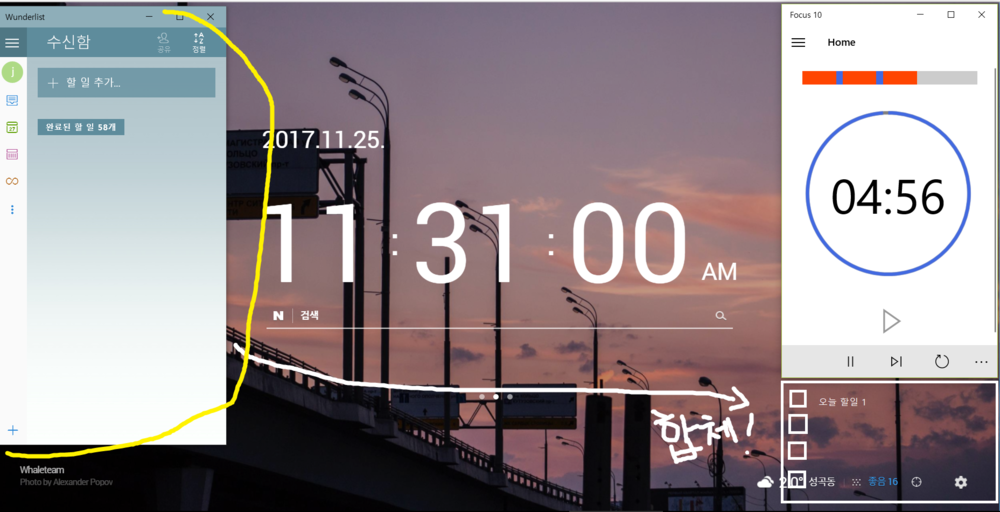 Wunderlist
수신함
공유
정렬
j
+ 할 일 추가...
27
완료된 할 일 58개
2017.11.25.
11:31:00 AM
N 검색
Whaleteam
Photo by Alexander Popov
Focus 10
Home
04:56
합체!
오늘 할일 1
성곡동
좋음 16